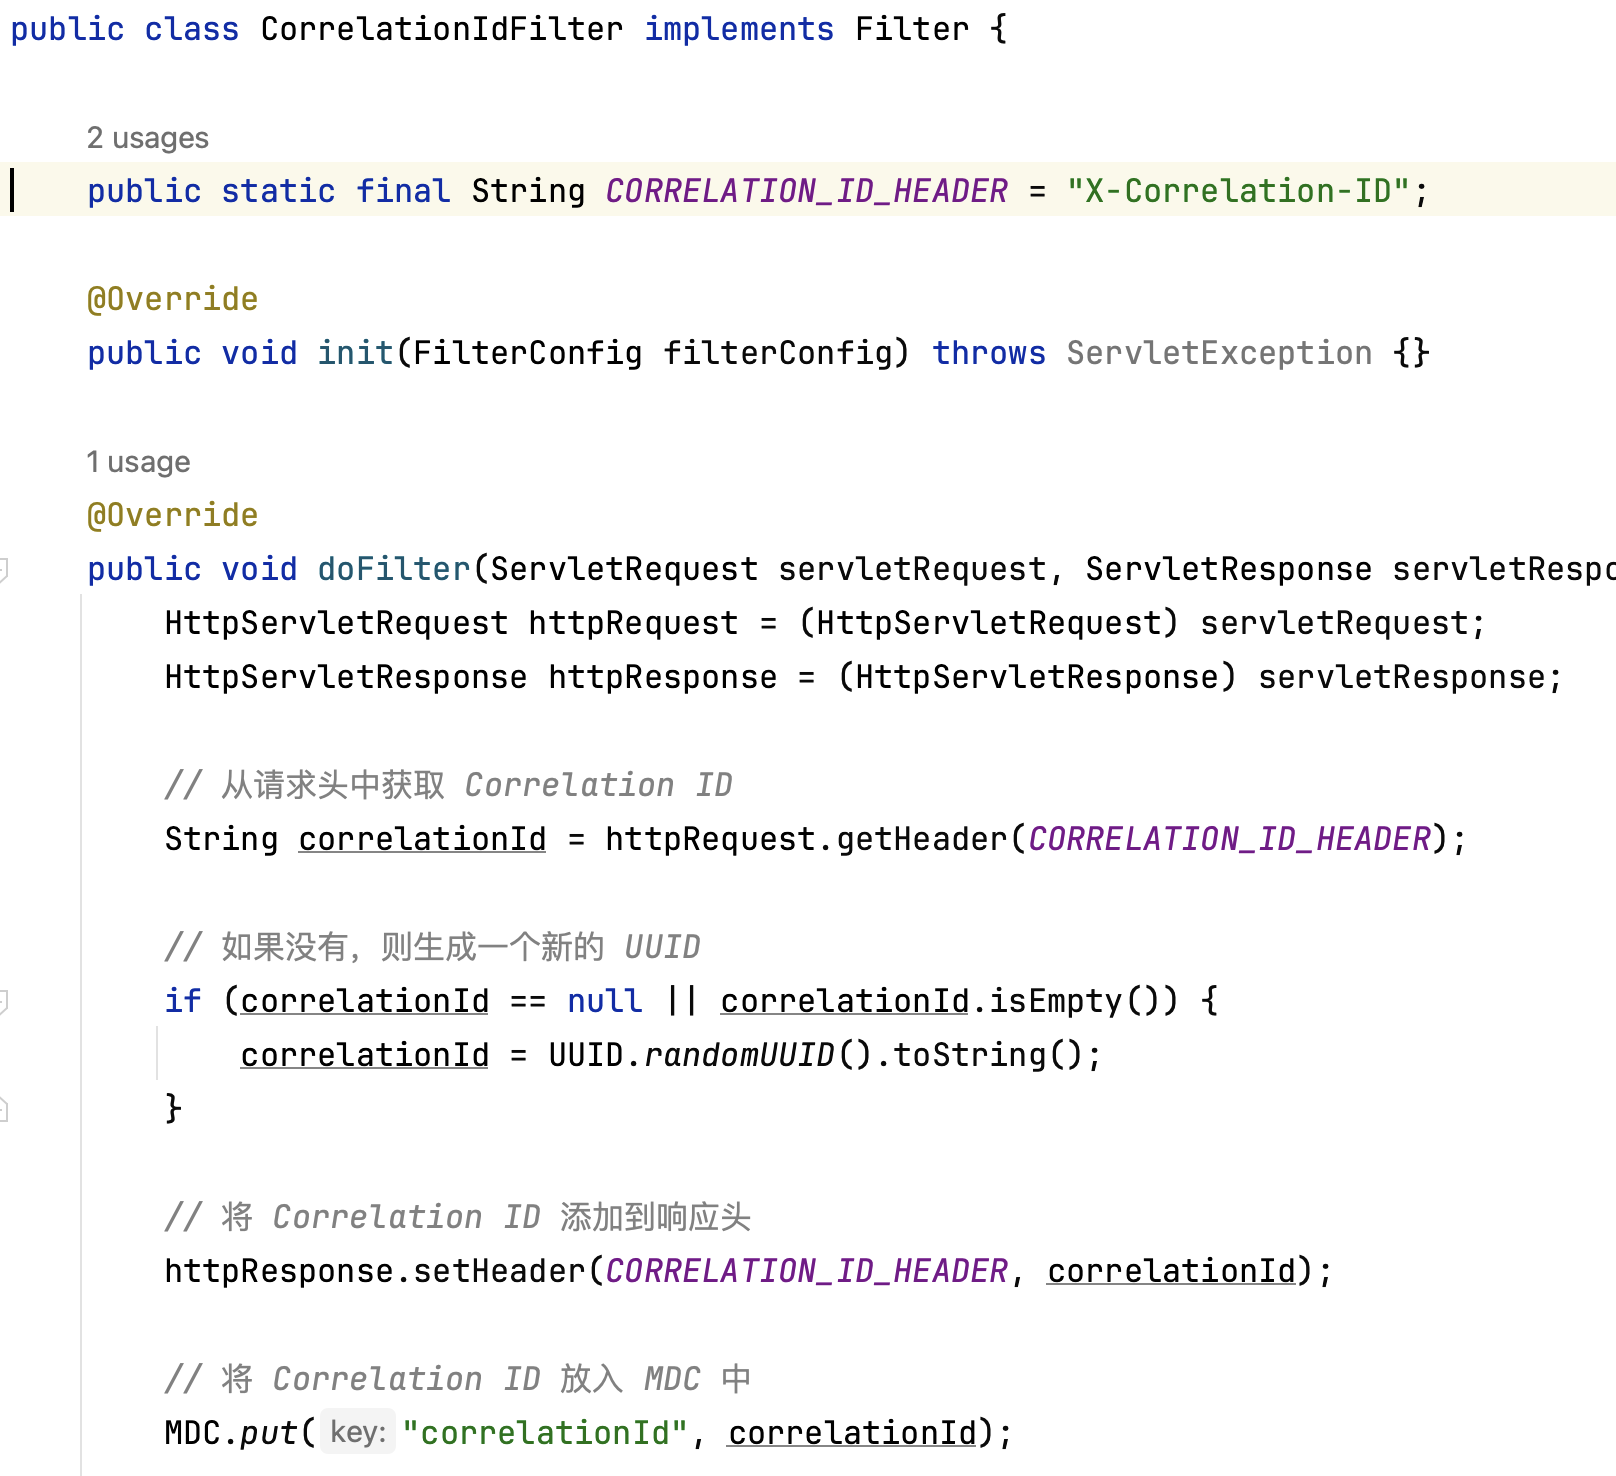 public class CorrelationIdFilter implements Filter {
2 usages
public static final String CORRELATION_ID_HEADER = "X-Correlation-ID";
@Override
public void init(FilterConfig filterConfig) throws ServletException {}
1 usage
@Override
public void doFilter(ServletRequest servletRequest, ServletResponse servletRespo
HttpServletRequest httpRequest = (HttpServletRequest) servletRequest;
HttpServletResponse httpResponse = (HttpServletResponse) servletResponse;
// 从请求头中获取 Correlation ID
String correlationId = httpRequest.getHeader(CORRELATION_ID_HEADER);
// 如果没有，则生成一个新的 UUID
if (correlationId == null || correlationId.isEmpty()) {
correlationId = UUID.randomUUID().toString();
}
// 将 Correlation ID 添加到响应头
httpResponse.setHeader(CORRELATION_ID_HEADER, correlationId);
// 将 Correlation ID 放入 MDC 中
MDC.put( key: "correlationId", correlationId);